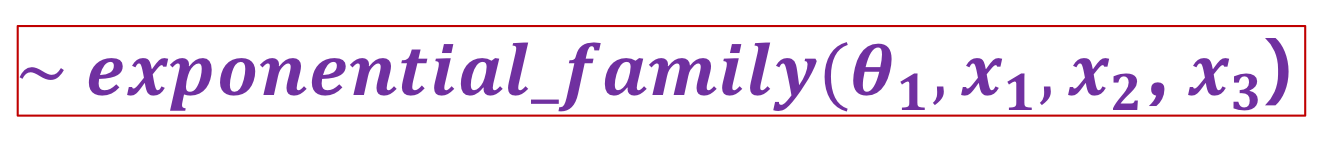 ~ exponential_family(θ₁, x₁, x₂, x₃)